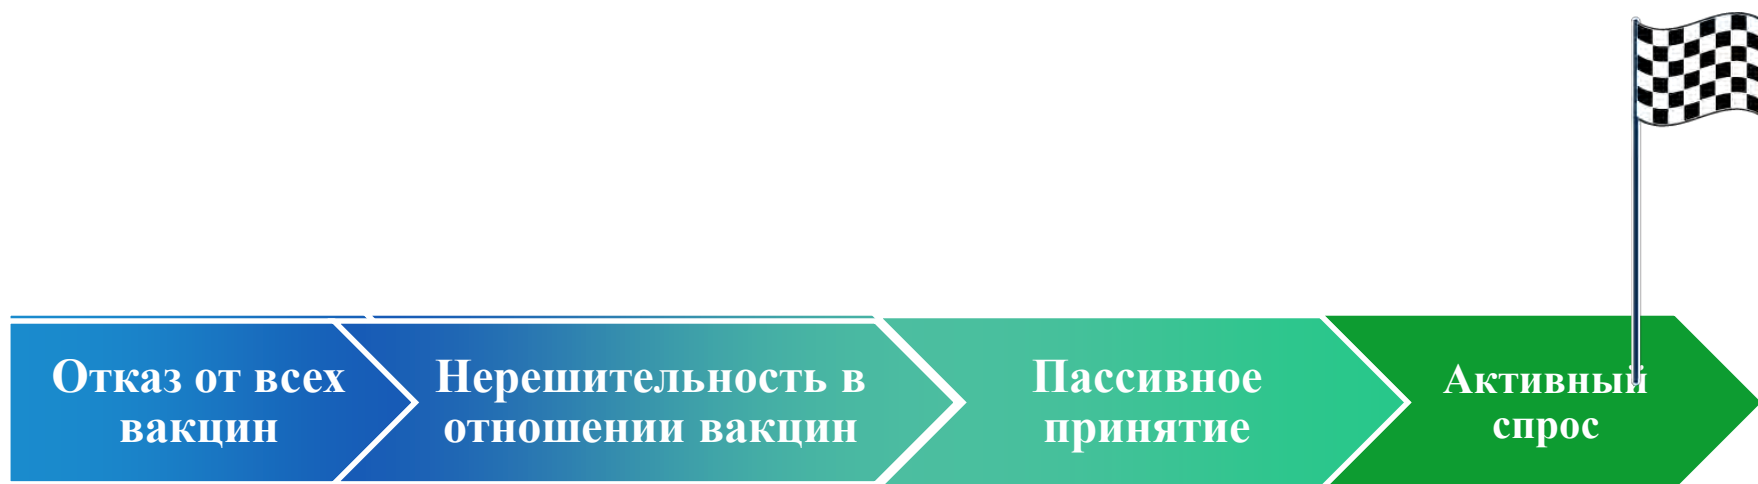 Отказ от всех
вакцин
Нерешительность в
отношении вакцин
Пассивное
принятие
Активный
спрос